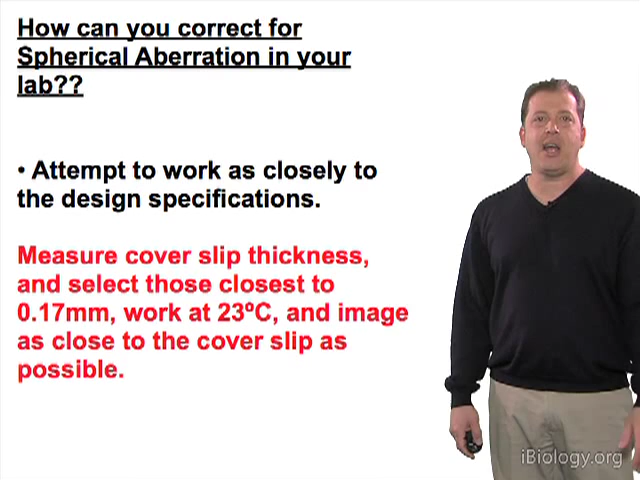 How can you correct for
Spherical Aberration in your
lab??
• Attempt to work as closely to
the design specifications.
Measure cover slip thickness,
and select those closest to
0.17mm, work at 23ºC, and image
as close to the cover slip as
possible.
iBiology.org